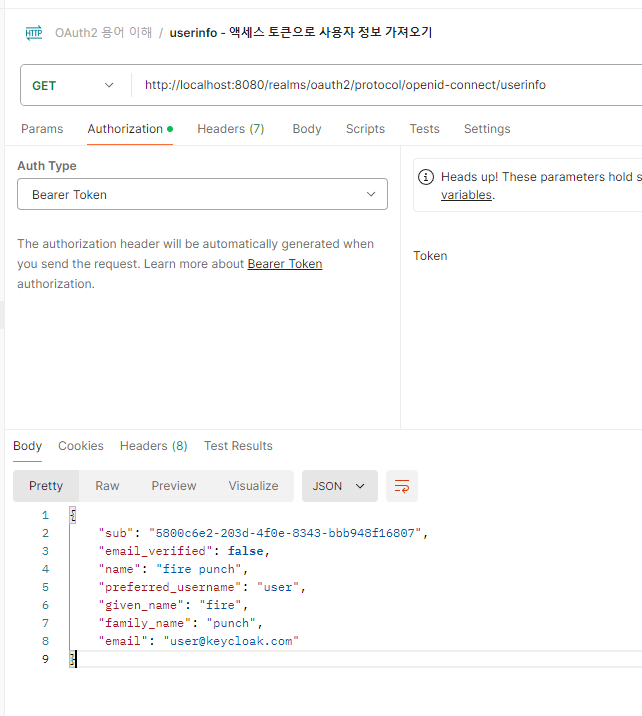 HTTP OAuth2 용어 이해 / userinfo - 액세스 토큰으로 사용자 정보 가져오기
GET http://localhost:8080/realms/oauth2/protocol/openid-connect/userinfo
Params Authorization Headers (7) Body Scripts Tests Settings
Auth Type
Bearer Token
The authorization header will be automatically generated when
you send the request. Learn more about Bearer Token
authorization.
Heads up! These parameters hold s
variables.
Token
Body Cookies Headers (8) Test Results
Pretty Raw Preview Visualize JSON
1 {
2 "sub": "5800c6e2-203d-4f0e-8343-bbb948f16807",
3 "email_verified": false,
4 "name": "fire punch",
5 "preferred_username": "user",
6 "given_name": "fire",
7 "family_name": "punch",
8 "email": "user@keycloak.com"
9 }